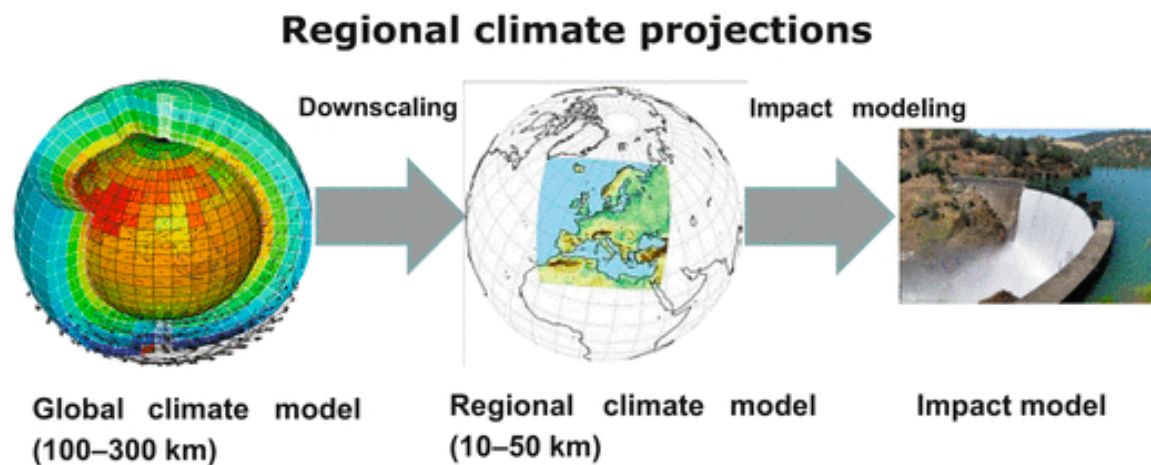 Regional climate projections
Downscaling
Impact modeling
Global climate model
(100–300 km)
Regional climate model
(10–50 km)
Impact model